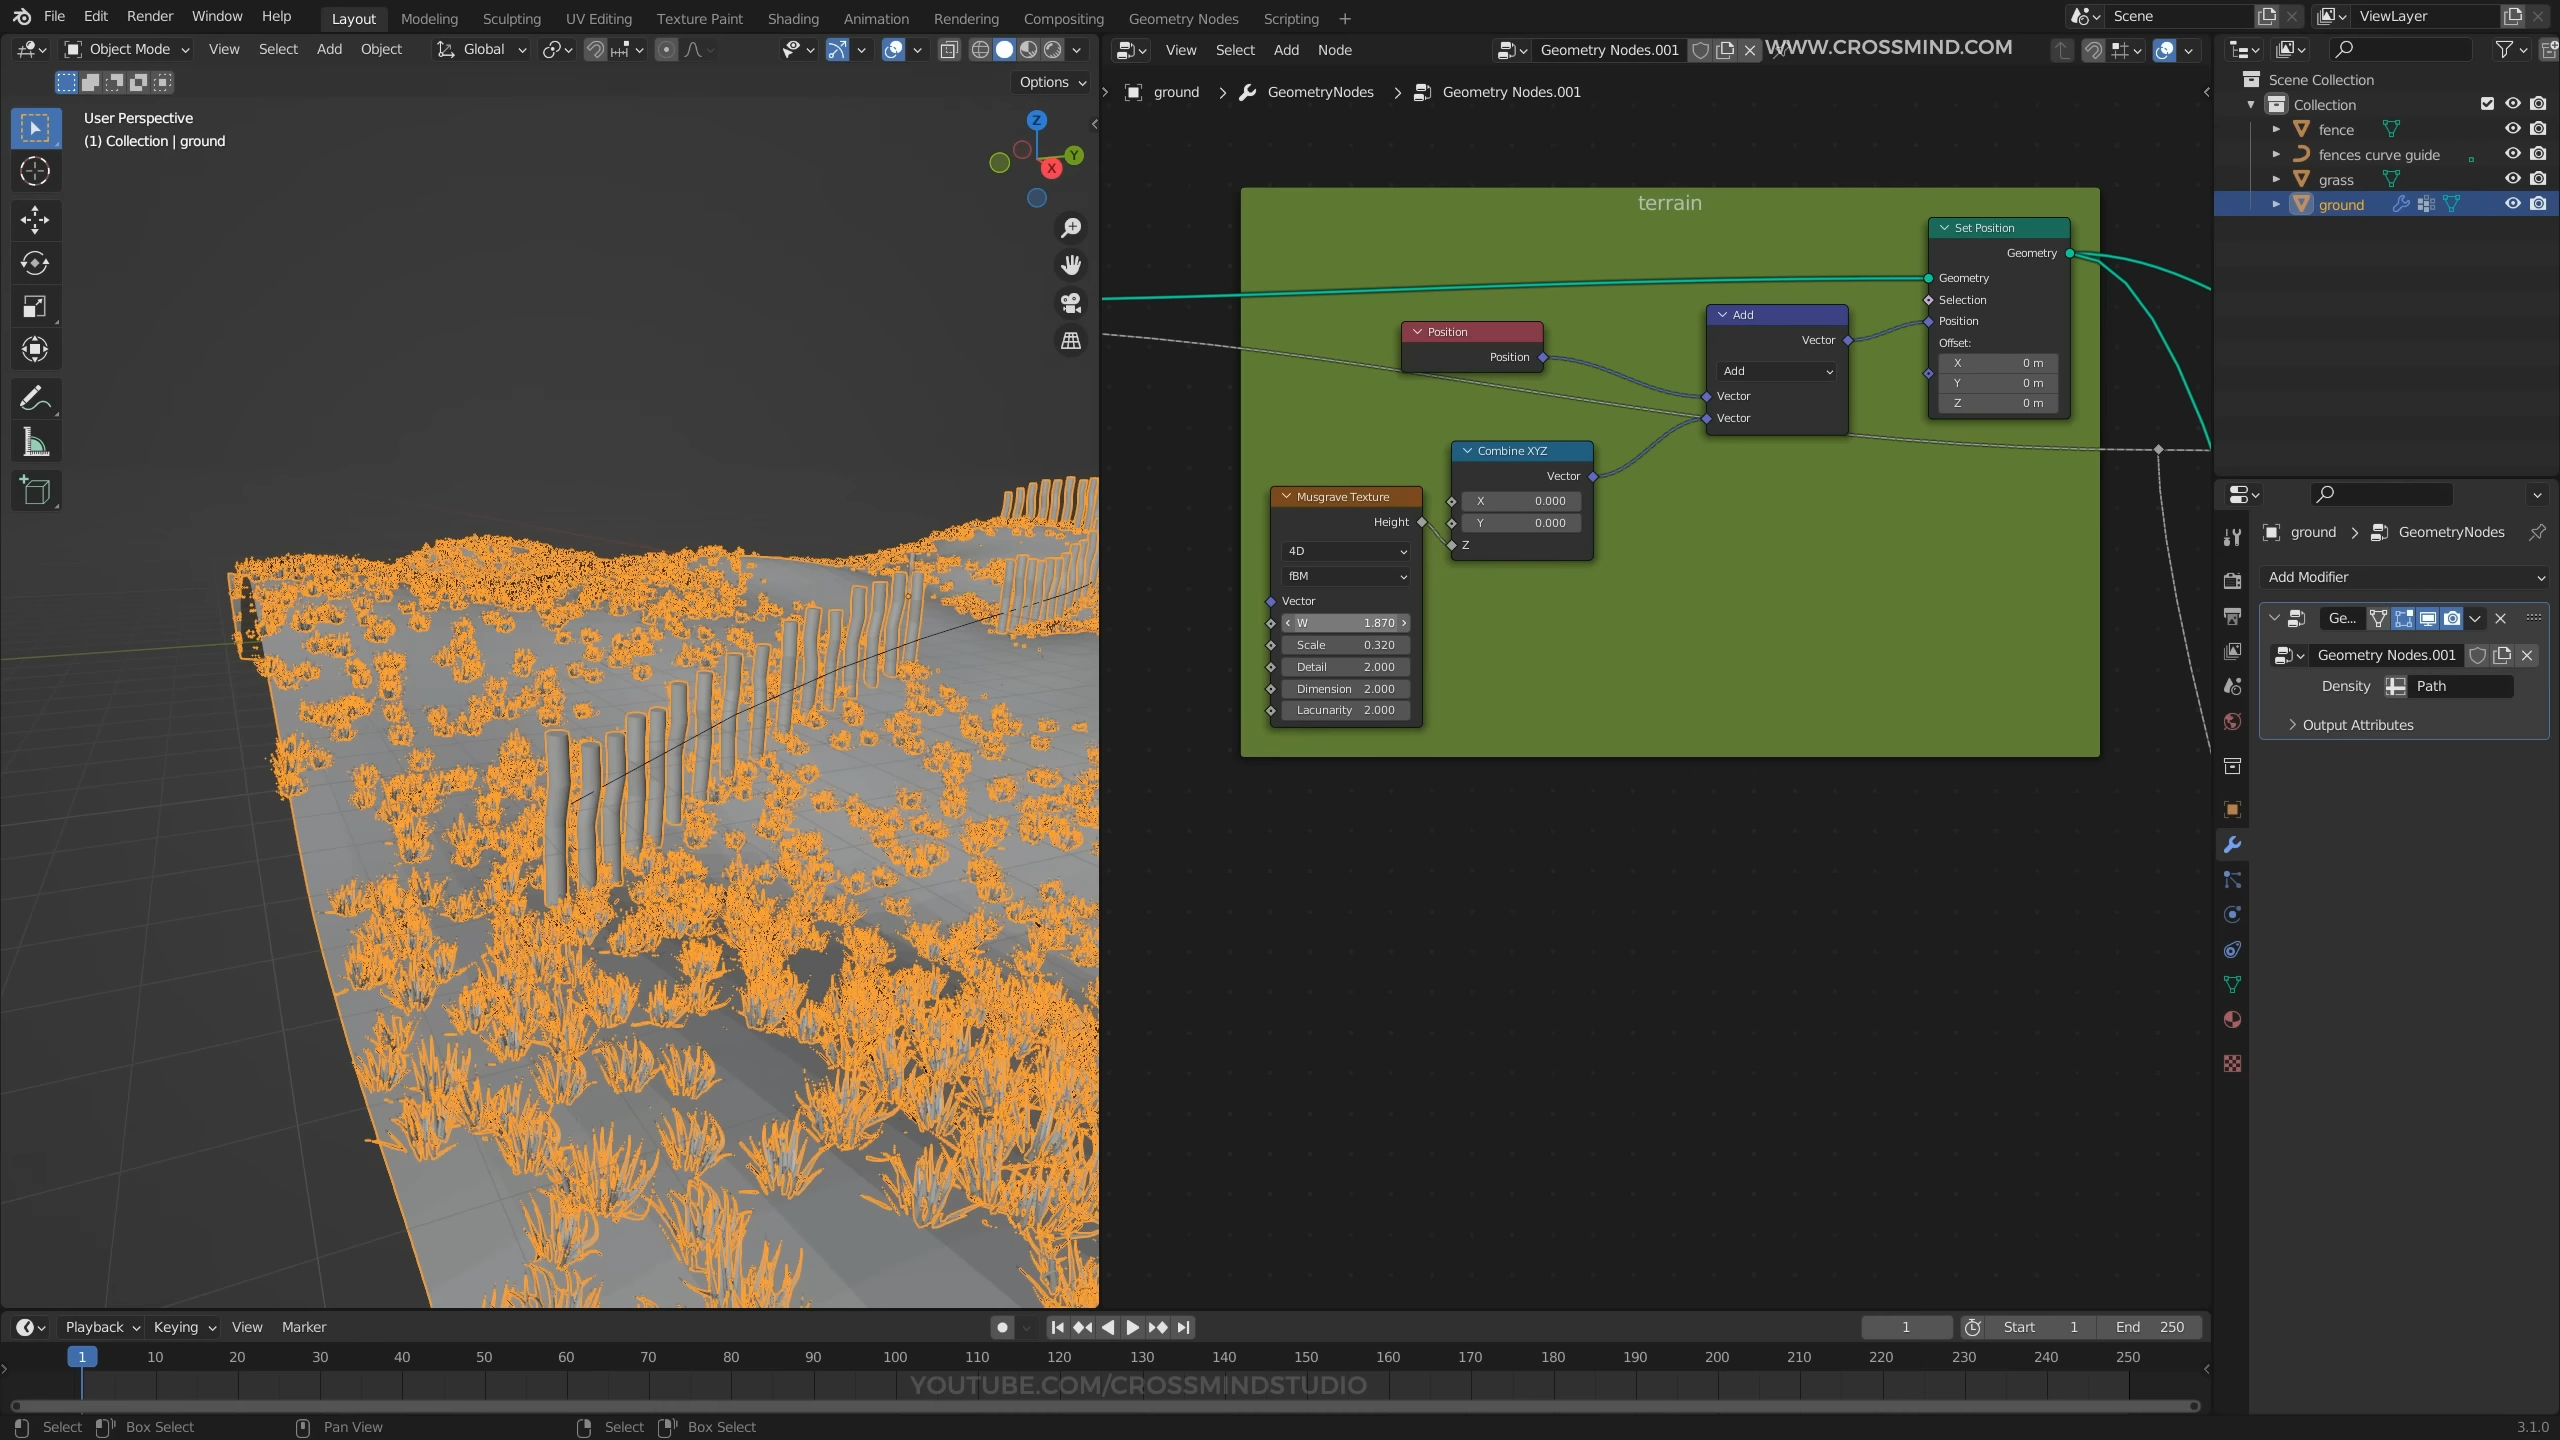 File Edit Render Window Help Layout Modeling Sculpting UV Editing Texture Paint Shading Animation Rendering Compositing Geometry Nodes Scripting + Scene ViewLayer
Object Mode View Select Add Object Global
View Select Add Node Geometry Nodes.001 WWW.CROSSMIND.COM
Options
ground > GeometryNodes > Geometry Nodes.001
User Perspective
(1) Collection | ground
Z
Y
X
Scene Collection
Collection
fence
fences curve guide
grass
ground
terrain
Set Position
Geometry
Geometry
Selection
Position
Offset:
X 0 m
Y 0 m
Z 0 m
Position
Position
Add
Vector
Add
Vector
Vector
Combine XYZ
Vector
X 0.000
Y 0.000
Z
Musgrave Texture
Height
4D
fBM
Vector
W 1.870
Scale 0.320
Detail 2.000
Dimension 2.000
Lacunarity 2.000
ground > GeometryNodes
Add Modifier
Ge...
Geometry Nodes.001
Density Path
Output Attributes
Playback Keying View Marker 1 Start 1 End 250
1 10 20 30 40 50 60 70 80 90 100 110 120 130 140 150 160 170 180 190 200 210 220 230 240 250
YOUTUBE.COM/CROSSMINDSTUDIO
Select Box Select Pan View Select Box Select 3.1.0